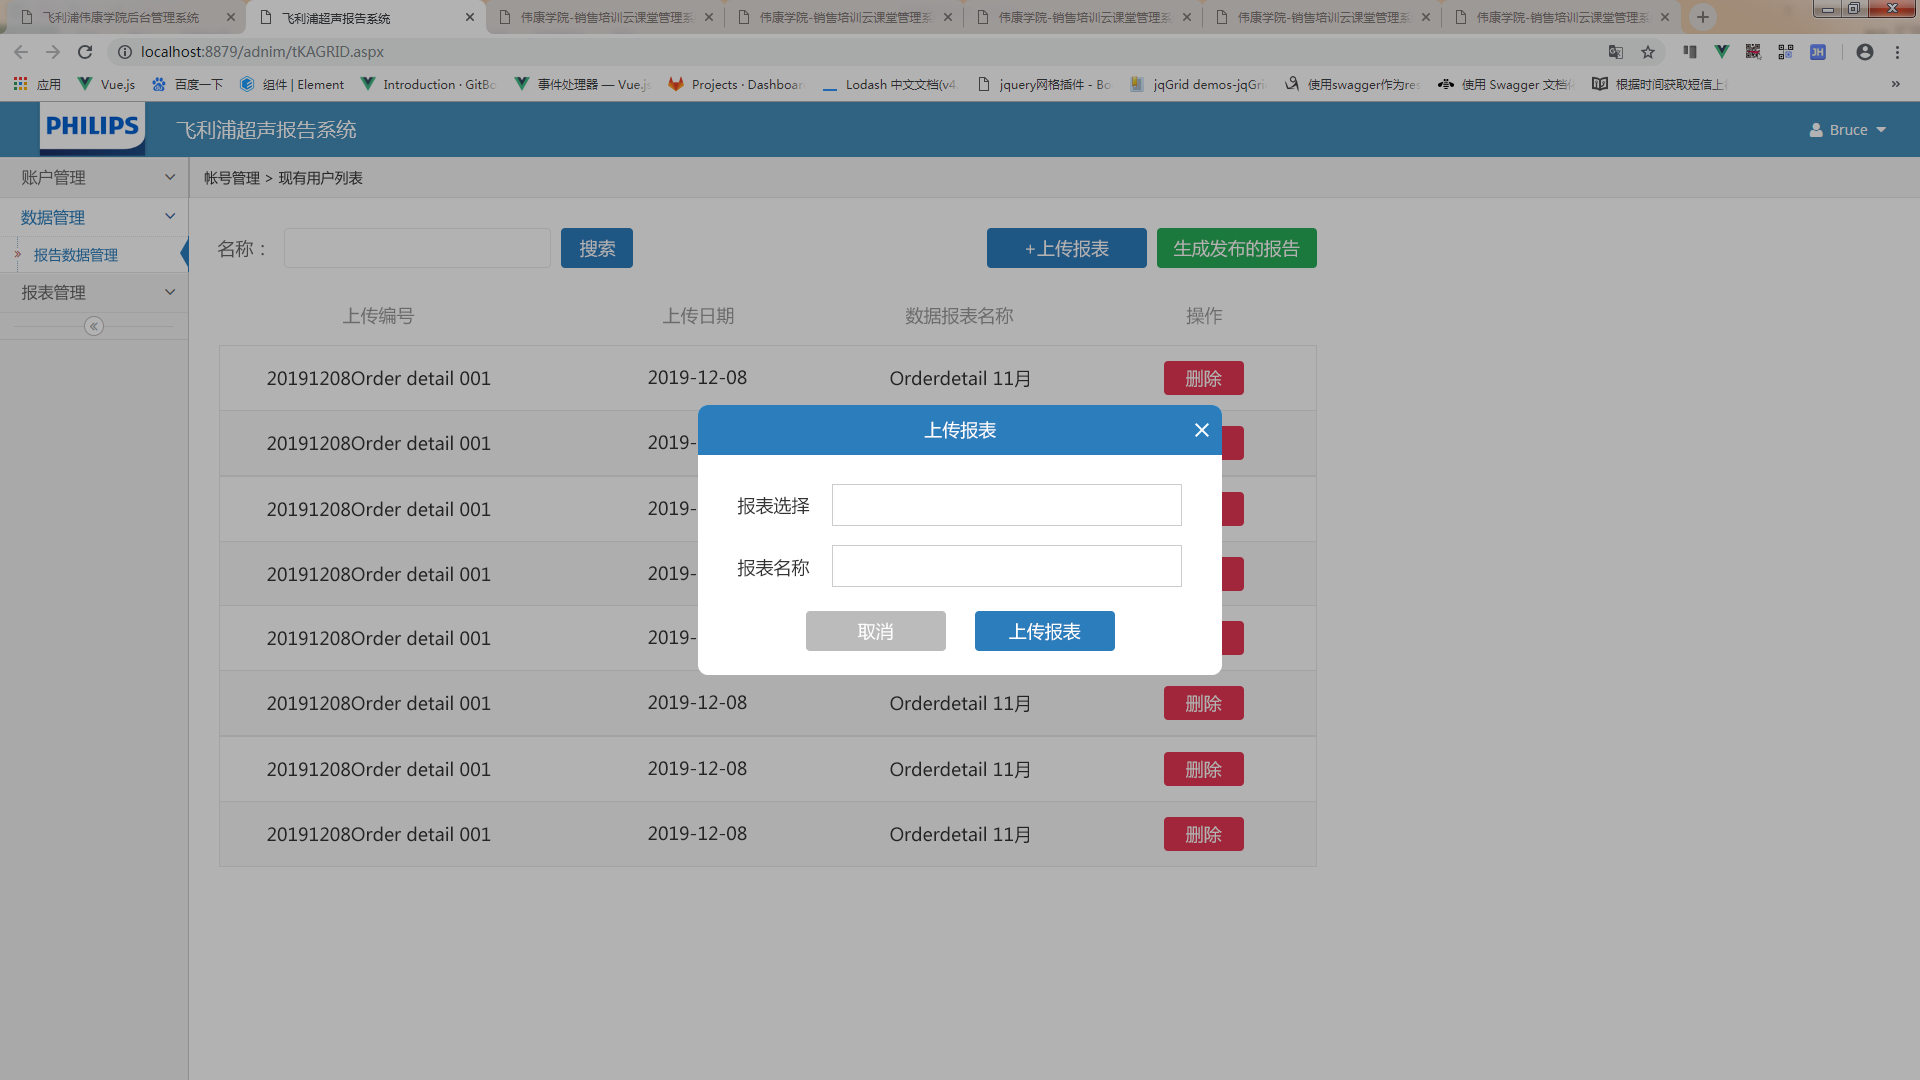 飞利浦伟康学院后台管理系统
飞利浦超声报告系统
伟康学院-销售培训云课堂管理系
伟康学院-销售培训云课堂管理系
伟康学院-销售培训云课堂管理系
伟康学院-销售培训云课堂管理系
伟康学院-销售培训云课堂管理系
localhost:8879/adnim/tKAGRID.aspx
JH
应用
Vue.js
百度一下
组件 | Element
Introduction · GitBo
事件处理器 — Vue.js
Projects · Dashboar
Lodash 中文文档(v4.
jquery网格插件 - Bo
jqGrid demos-jqGri
使用swagger作为res
使用 Swagger 文档化
根据时间获取短信上
PHILIPS
飞利浦超声报告系统
Bruce
账户管理
数据管理
报告数据管理
报表管理
帐号管理 > 现有用户列表
名称：
搜索
+上传报表
生成发布的报告
上传编号 上传日期 数据报表名称 操作
20191208Order detail 001 2019-12-08 Orderdetail 11月 删除
20191208Order detail 001 2019-
20191208Order detail 001 2019-
20191208Order detail 001 2019-
20191208Order detail 001 2019-
20191208Order detail 001 2019-12-08 Orderdetail 11月 删除
20191208Order detail 001 2019-12-08 Orderdetail 11月 删除
20191208Order detail 001 2019-12-08 Orderdetail 11月 删除
上传报表
报表选择
报表名称
取消
上传报表